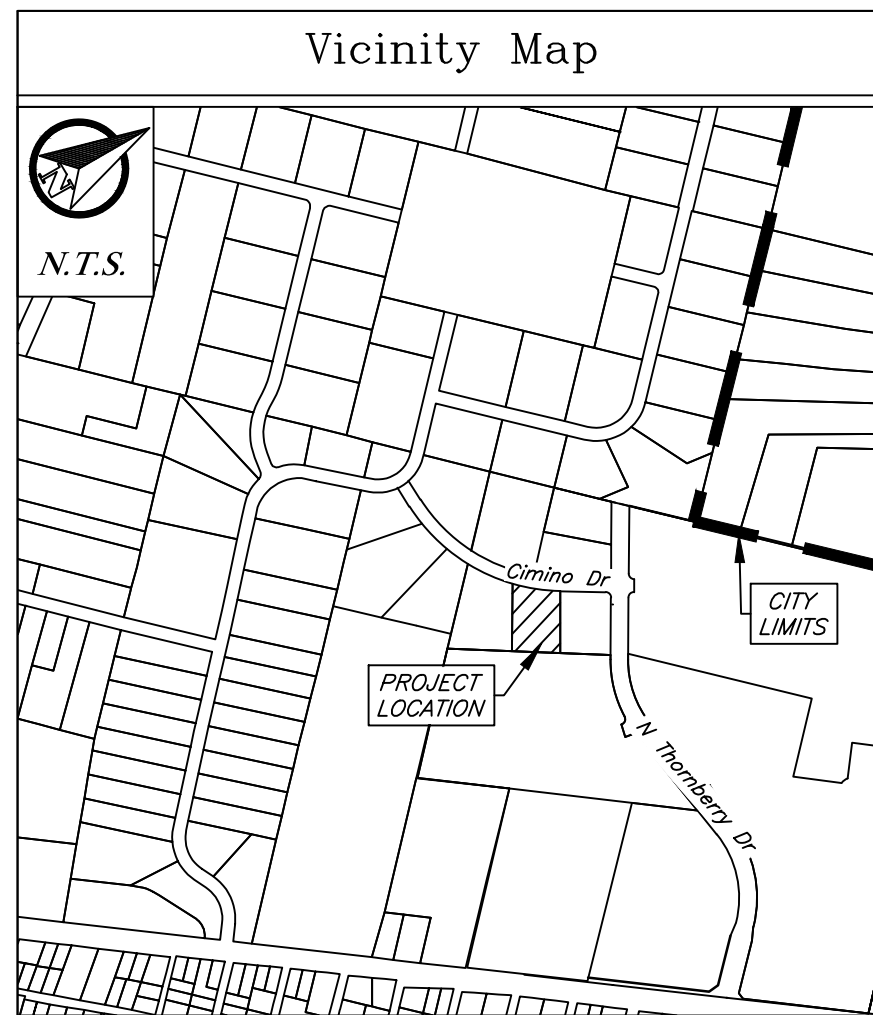 Vicinity Map
N
N.T.S.
Cimino Dr
CITY
LIMITS
PROJECT
LOCATION
N Thornberry Dr